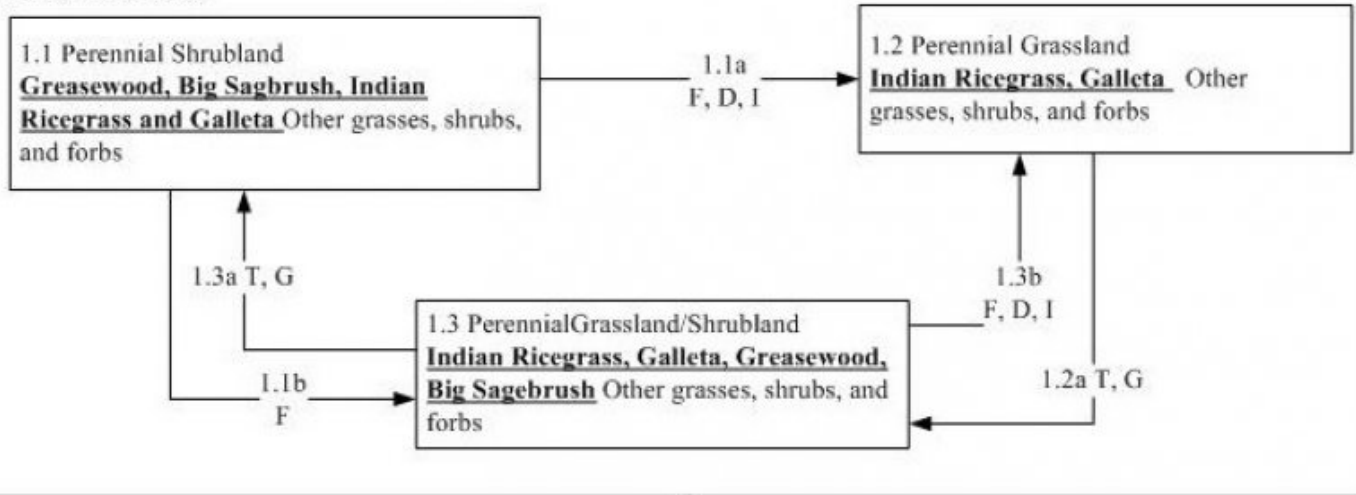 1.1 Perennial Shrubland
Greasewood, Big Sagbrush, Indian
Ricegrass and Galleta Other grasses, shrubs,
and forbs
1.1a
F, D, I
1.2 Perennial Grassland
Indian Ricegrass, Galleta Other
grasses, shrubs, and forbs
1.3a T, G
1.3b
F, D, I
1.3 PerennialGrassland/Shrubland
Indian Ricegrass, Galleta, Greasewood,
Big Sagebrush Other grasses, shrubs, and
forbs
1.1b
F
1.2a T, G